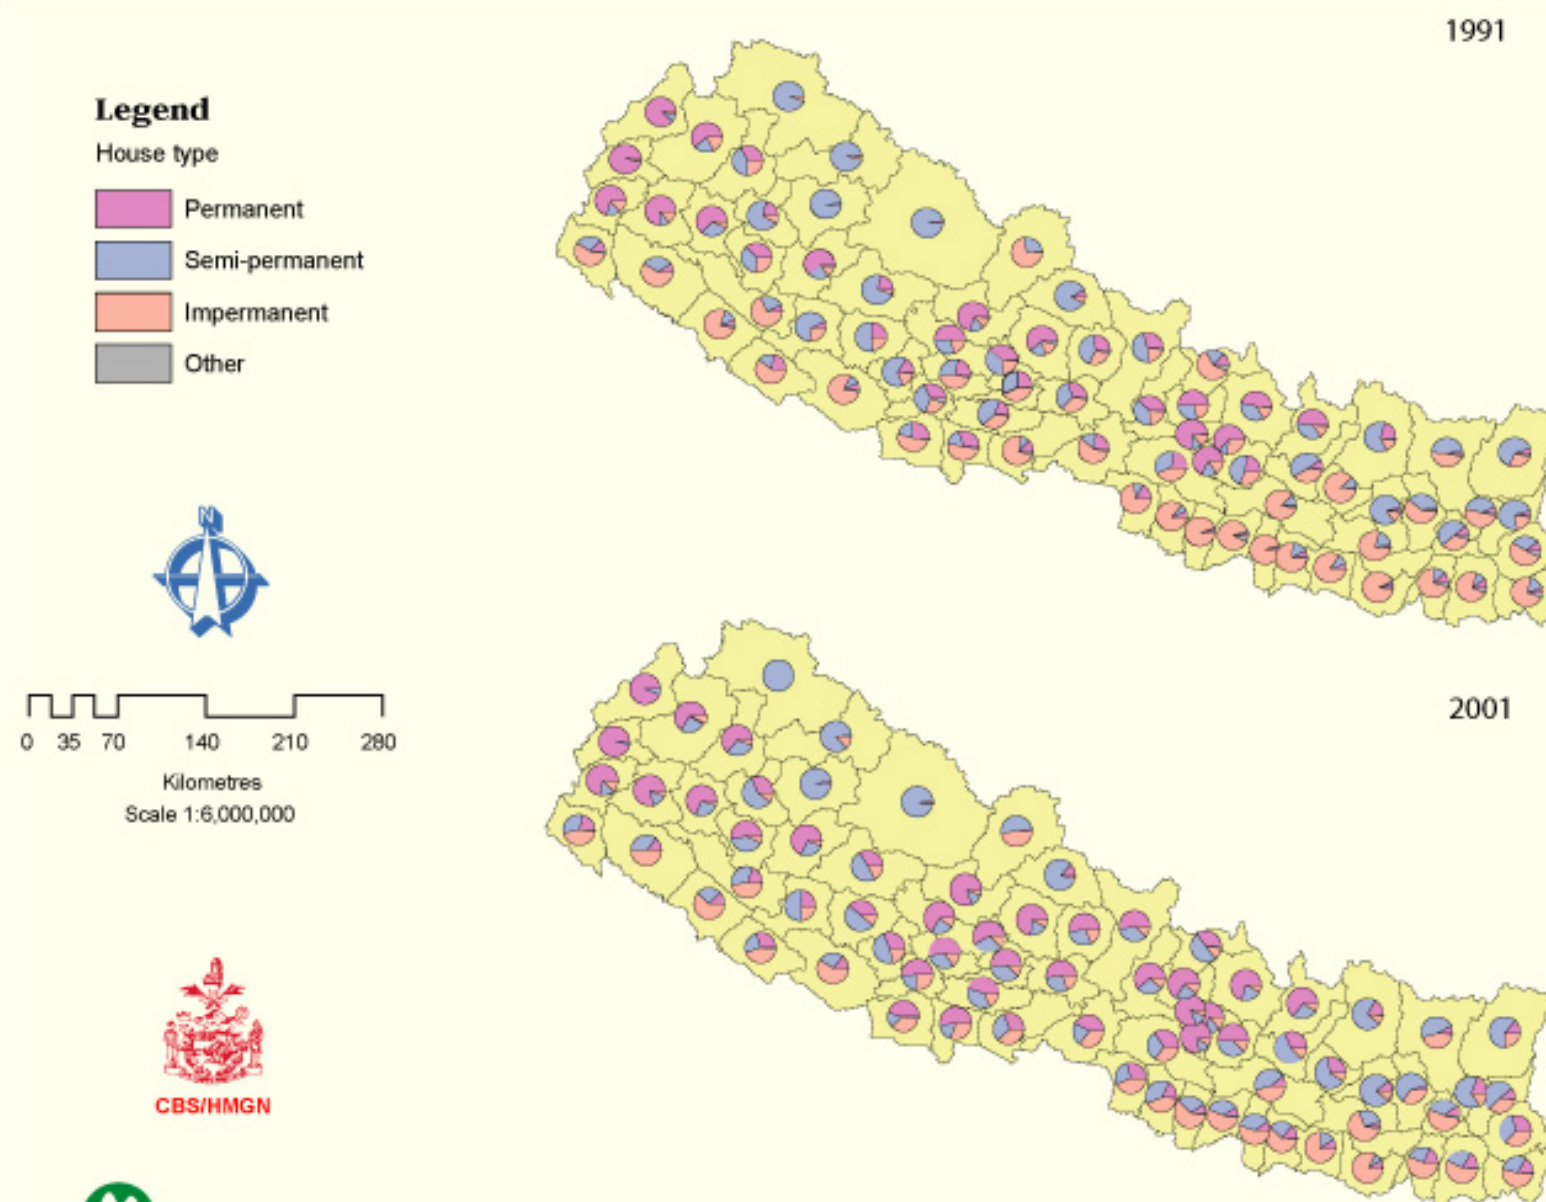 1991
Legend
House type
Permanent
Semi-permanent
Impermanent
Other
N
2001
0 35 70 140 210 280
Kilometres
Scale 1:6,000,000
CBS/HMGN